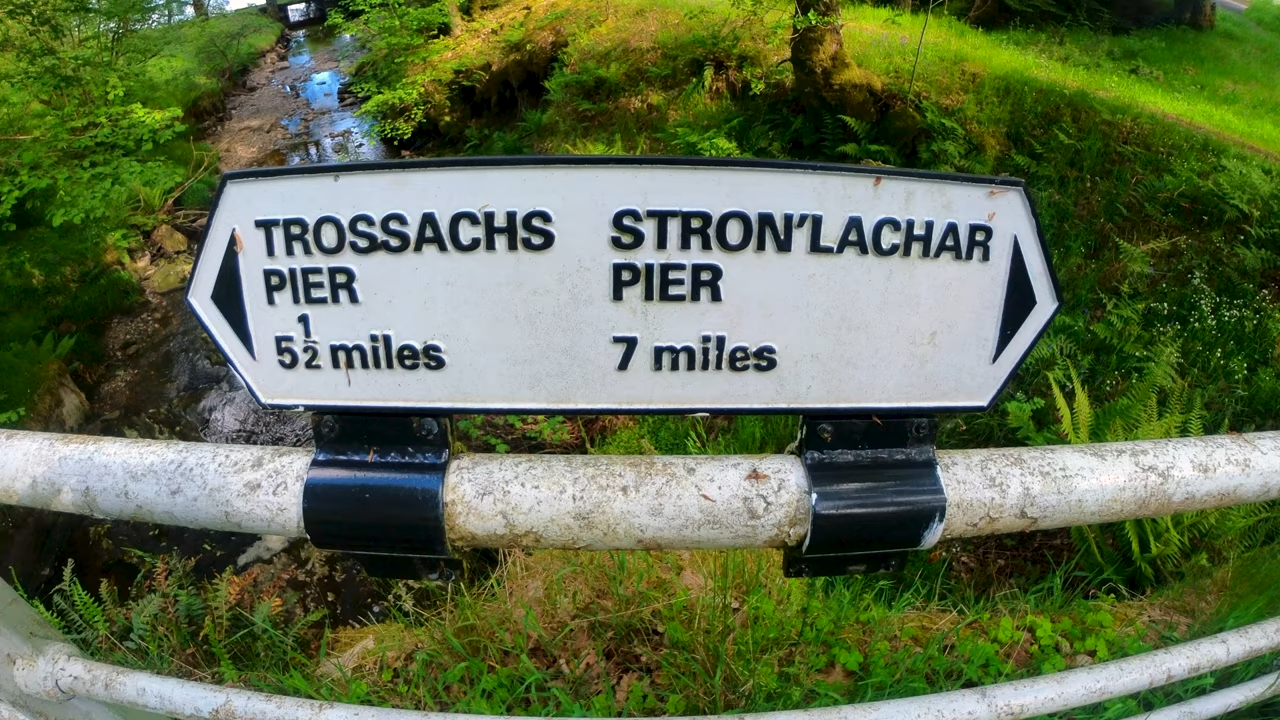 TROSSACHS
PIER
5½ miles
STRON'LACHAR
PIER
7 miles